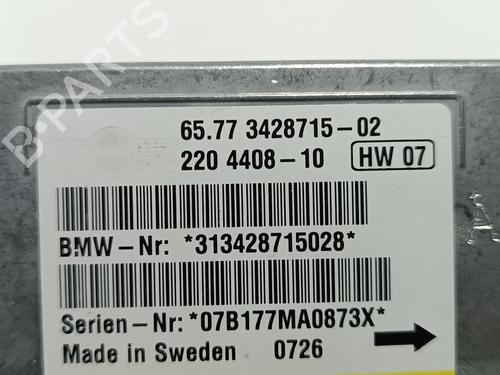 B-PARTS
MINI
65.77 3428715-02
220 4408-10 HW 07
BMW-Nr: *313428715028*
Serien-Nr: *07B177MA0873X*
Made in Sweden 0726